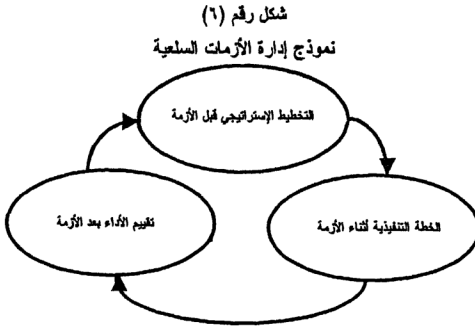 شكل رقم (٦)
نموذج إدارة الأزمات السلعية
التخطيط الإستراتيجي قبل الأزمة
الخطة التنفيذية أثناء الأزمة
تقييم الأداء بعد الأزمة